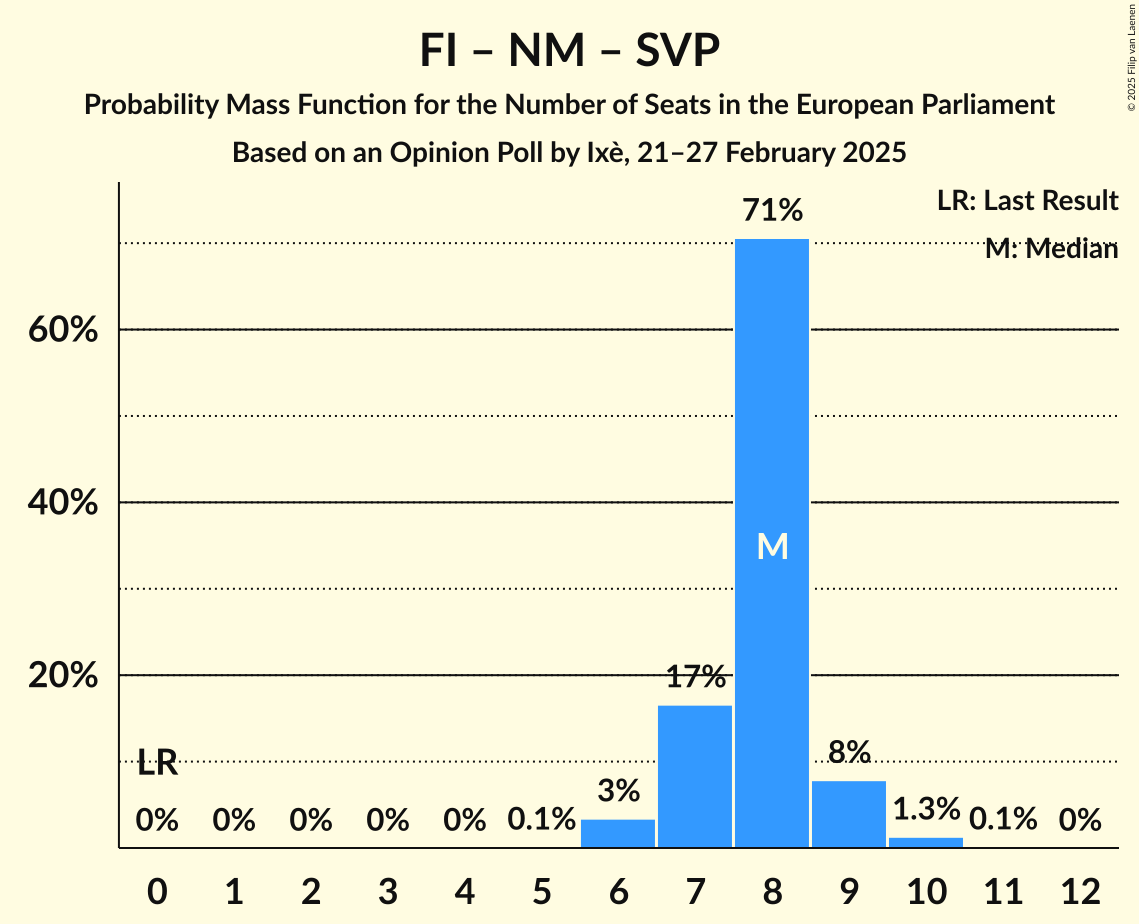 FI – NM – SVP
Probability Mass Function for the Number of Seats in the European Parliament
Based on an Opinion Poll by Ixè, 21–27 February 2025
© 2025 Filip van Laenen
LR: Last Result
M: Median
71%
60%
40%
M
20%
17%
LR
8%
3%
0% 0% 0% 0% 0% 0.1% 1.3% 0.1% 0%
0 1 2 3 4 5 6 7 8 9 10 11 12